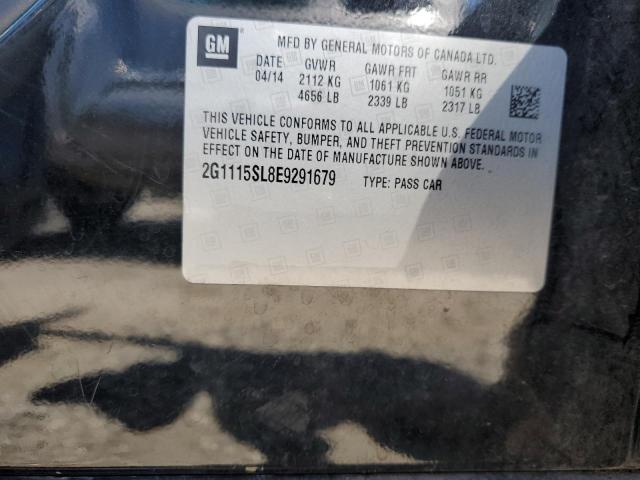 GM
MFD BY GENERAL MOTORS OF CANADA LTD.
DATE GVWR GAWR FRT GAWR RR
04/14 2112 KG 1061 KG 1051 KG
4656 LB 2339 LB 2317 LB
THIS VEHICLE CONFORMS TO ALL APPLICABLE U.S. FEDERAL MOTOR
VEHICLE SAFETY, BUMPER, AND THEFT PREVENTION STANDARDS IN
EFFECT ON THE DATE OF MANUFACTURE SHOWN ABOVE.
2G1115SL8E9291679 TYPE: PASS CAR